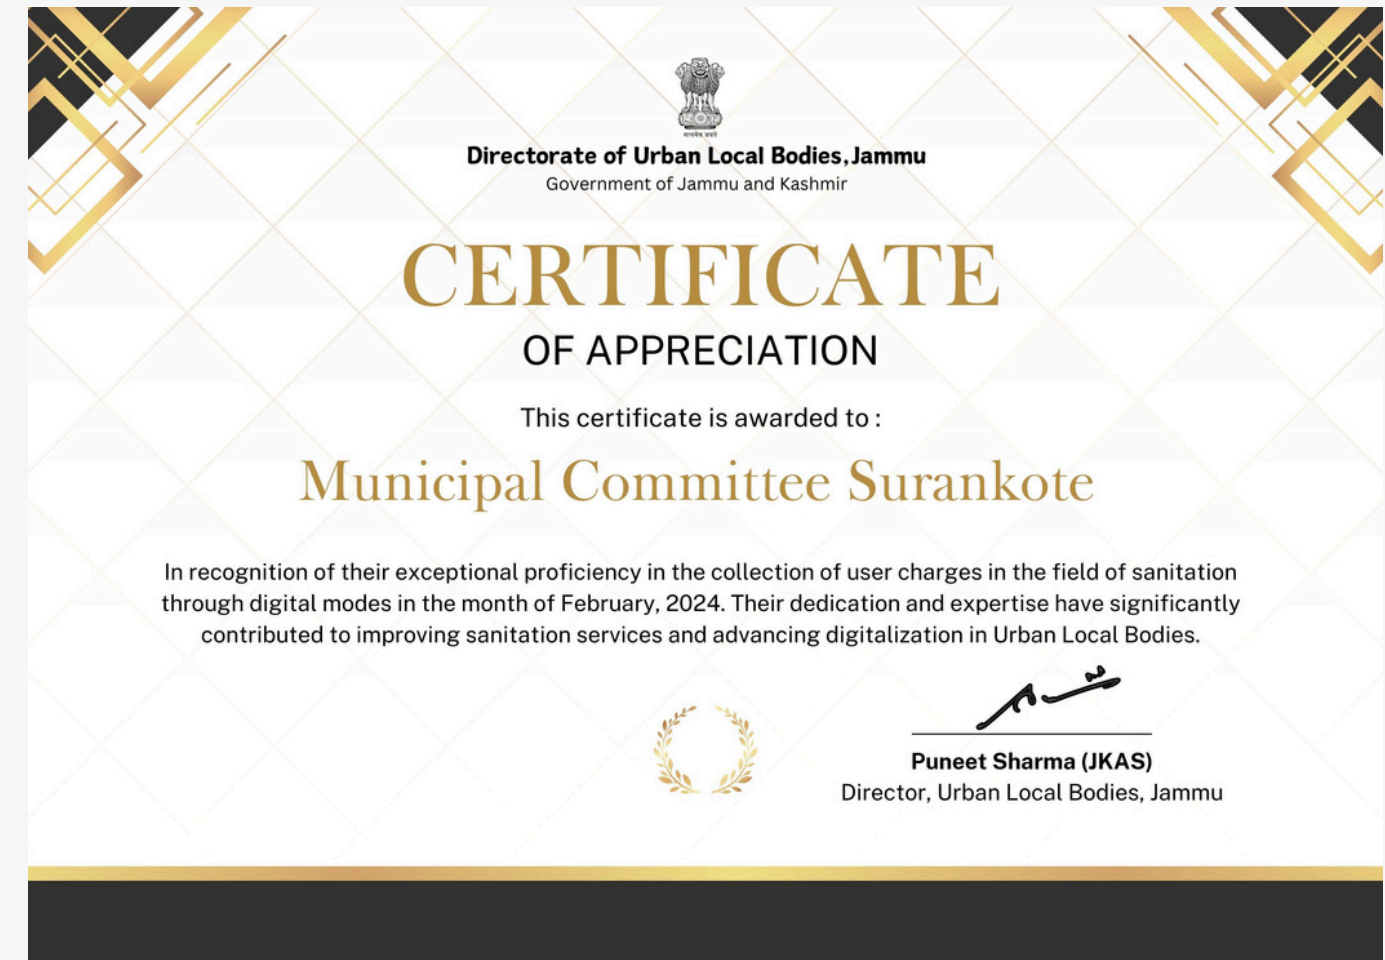 सत्यमेव जयते
Directorate of Urban Local Bodies,Jammu
Government of Jammu and Kashmir
CERTIFICATE
OF APPRECIATION
This certificate is awarded to :
Municipal Committee Surankote
In recognition of their exceptional proficiency in the collection of user charges in the field of sanitation
through digital modes in the month of February, 2024. Their dedication and expertise have significantly
contributed to improving sanitation services and advancing digitalization in Urban Local Bodies.
Puneet Sharma (JKAS)
Director, Urban Local Bodies, Jammu